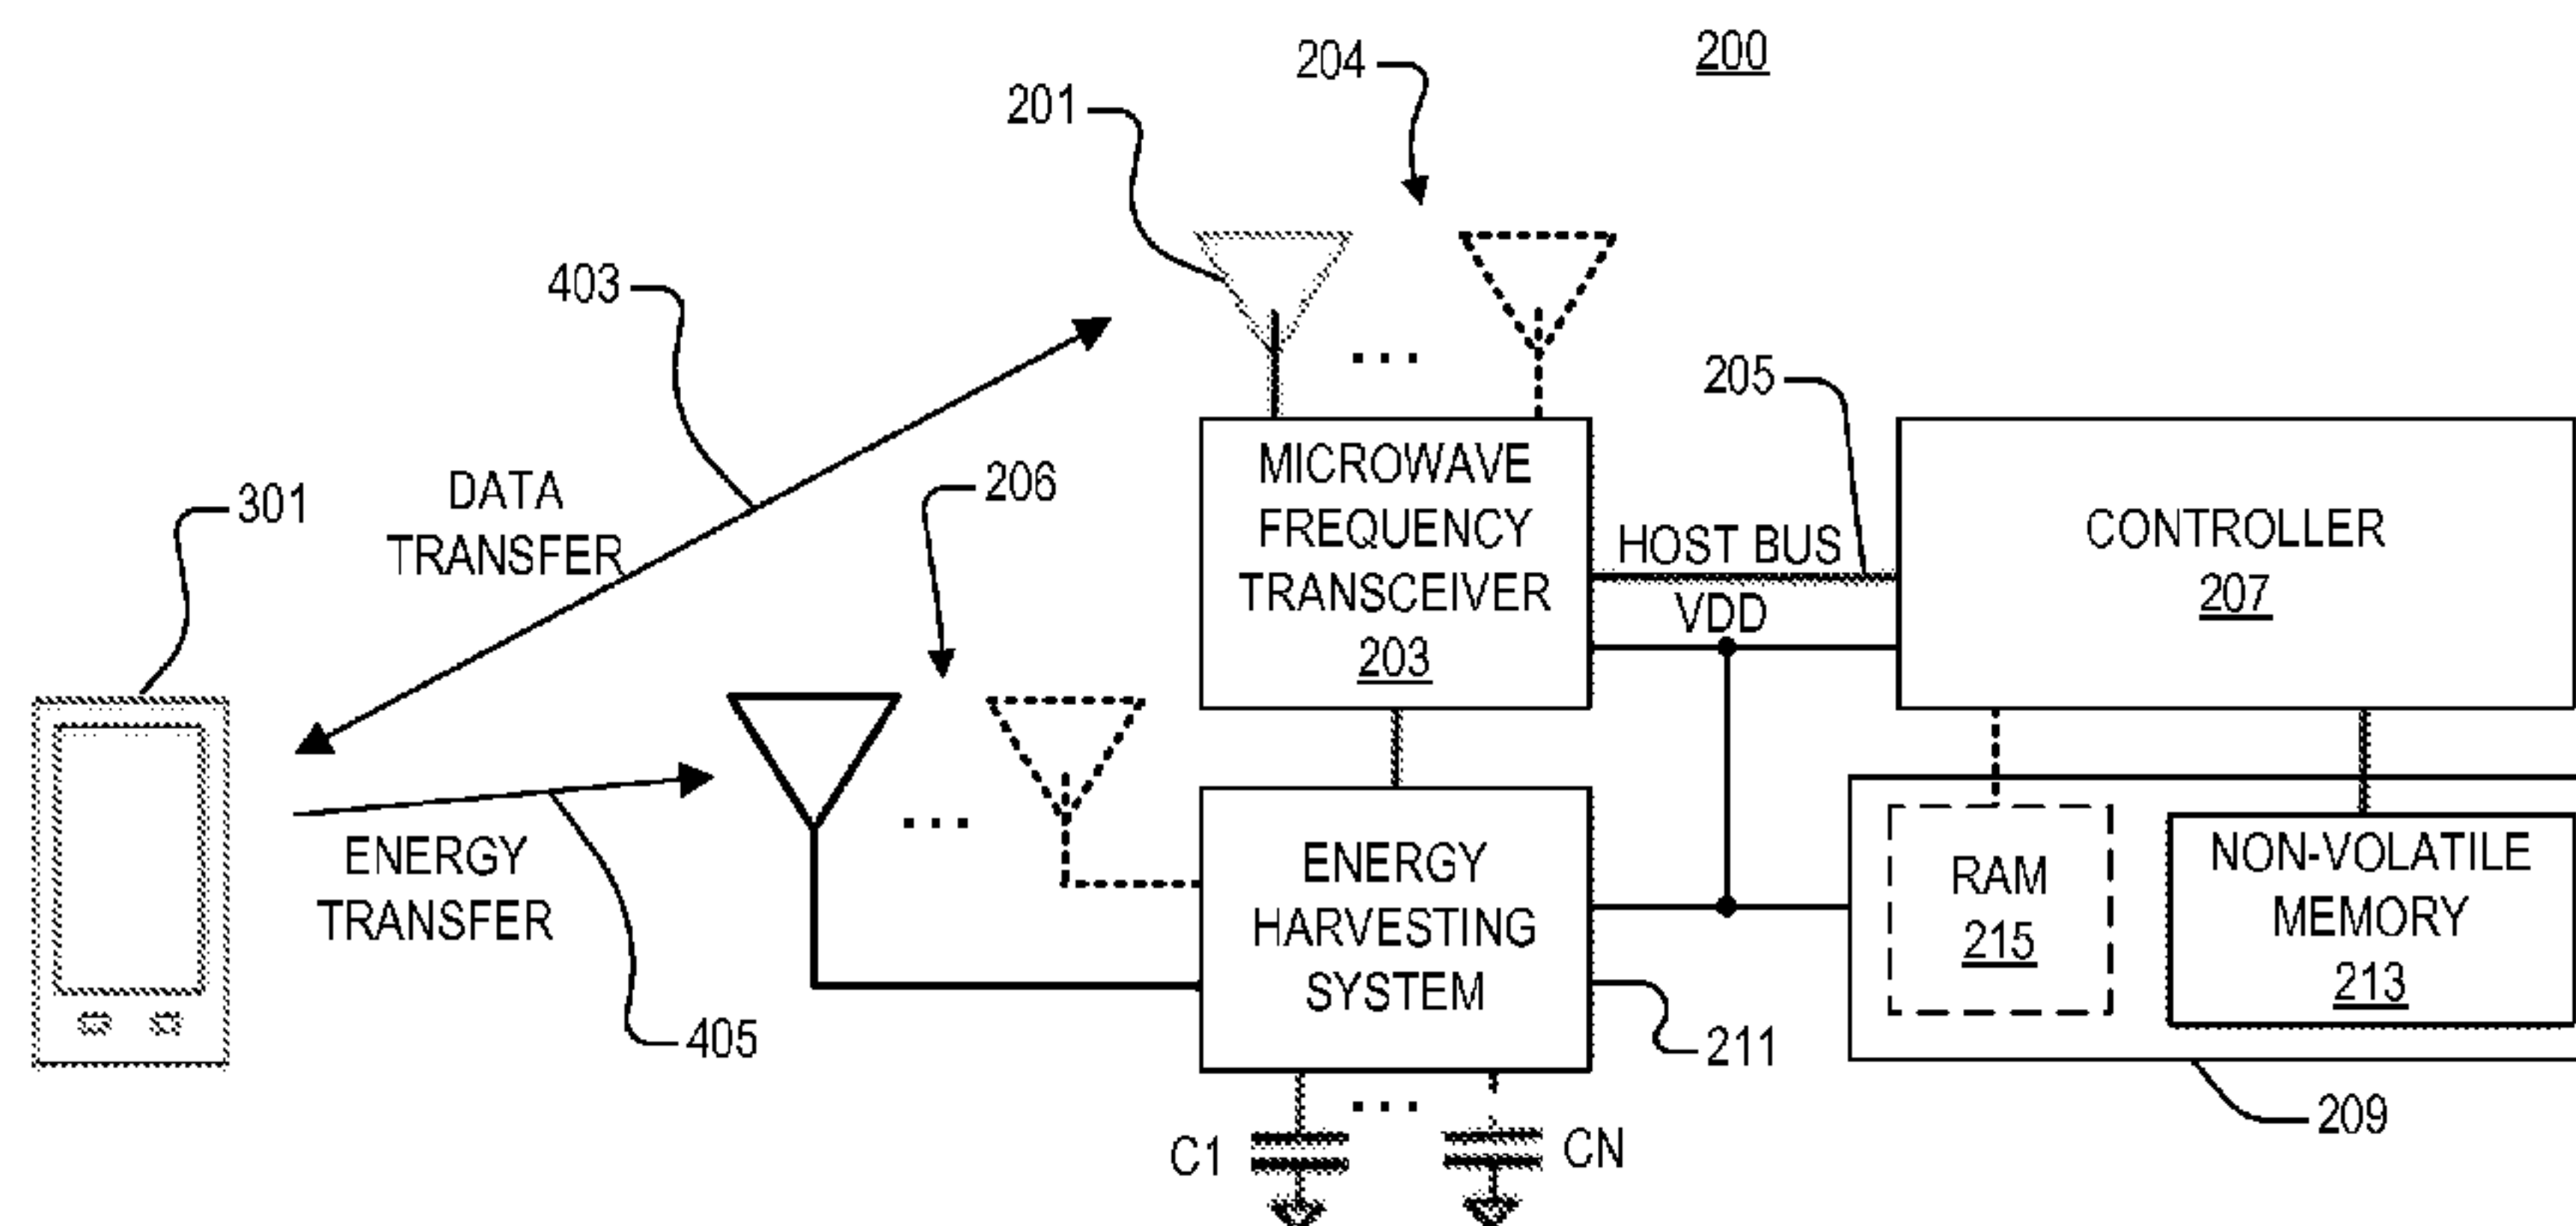 200
204
201
403
205
206
301
DATA
TRANSFER
MICROWAVE
FREQUENCY
TRANSCEIVER
203
HOST BUS
VDD
CONTROLLER
207
ENERGY
TRANSFER
405
ENERGY
HARVESTING
SYSTEM
211
RAM
215
NON-VOLATILE
MEMORY
213
209
C1
...
CN